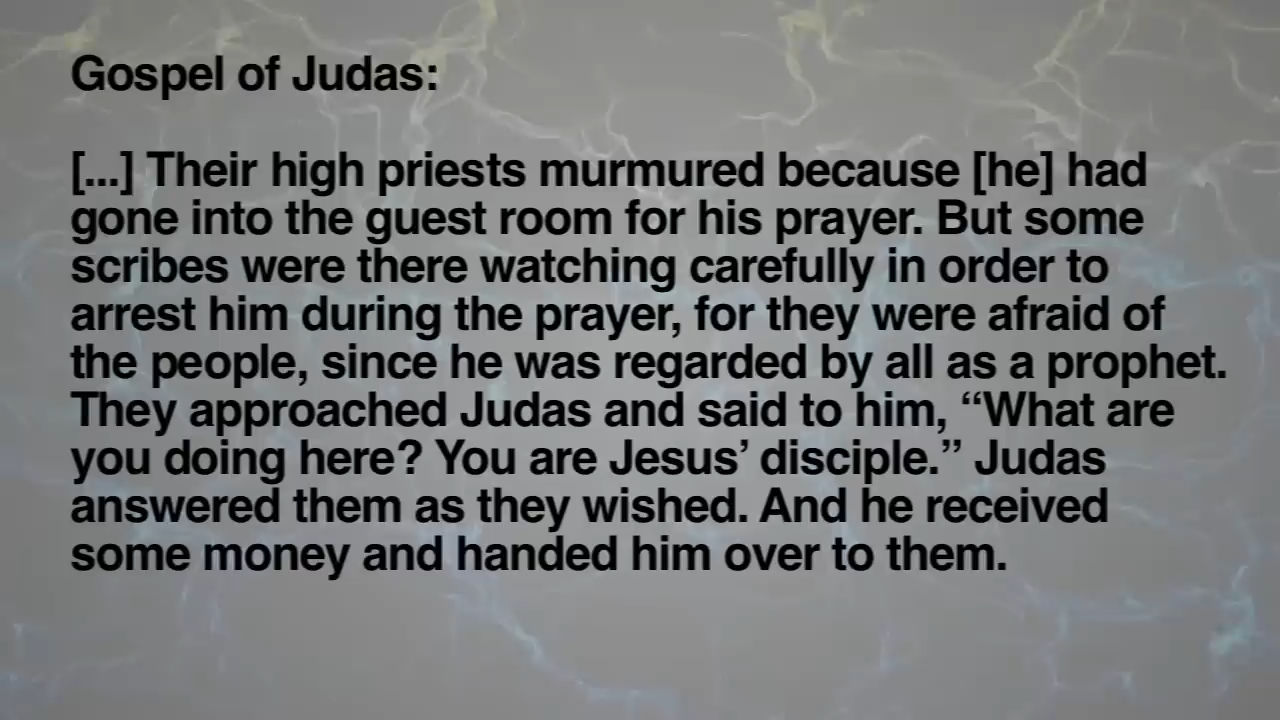 Gospel of Judas:
[...] Their high priests murmured because [he] had
gone into the guest room for his prayer. But some
scribes were there watching carefully in order to
arrest him during the prayer, for they were afraid of
the people, since he was regarded by all as a prophet.
They approached Judas and said to him, “What are
you doing here? You are Jesus’ disciple.” Judas
answered them as they wished. And he received
some money and handed him over to them.